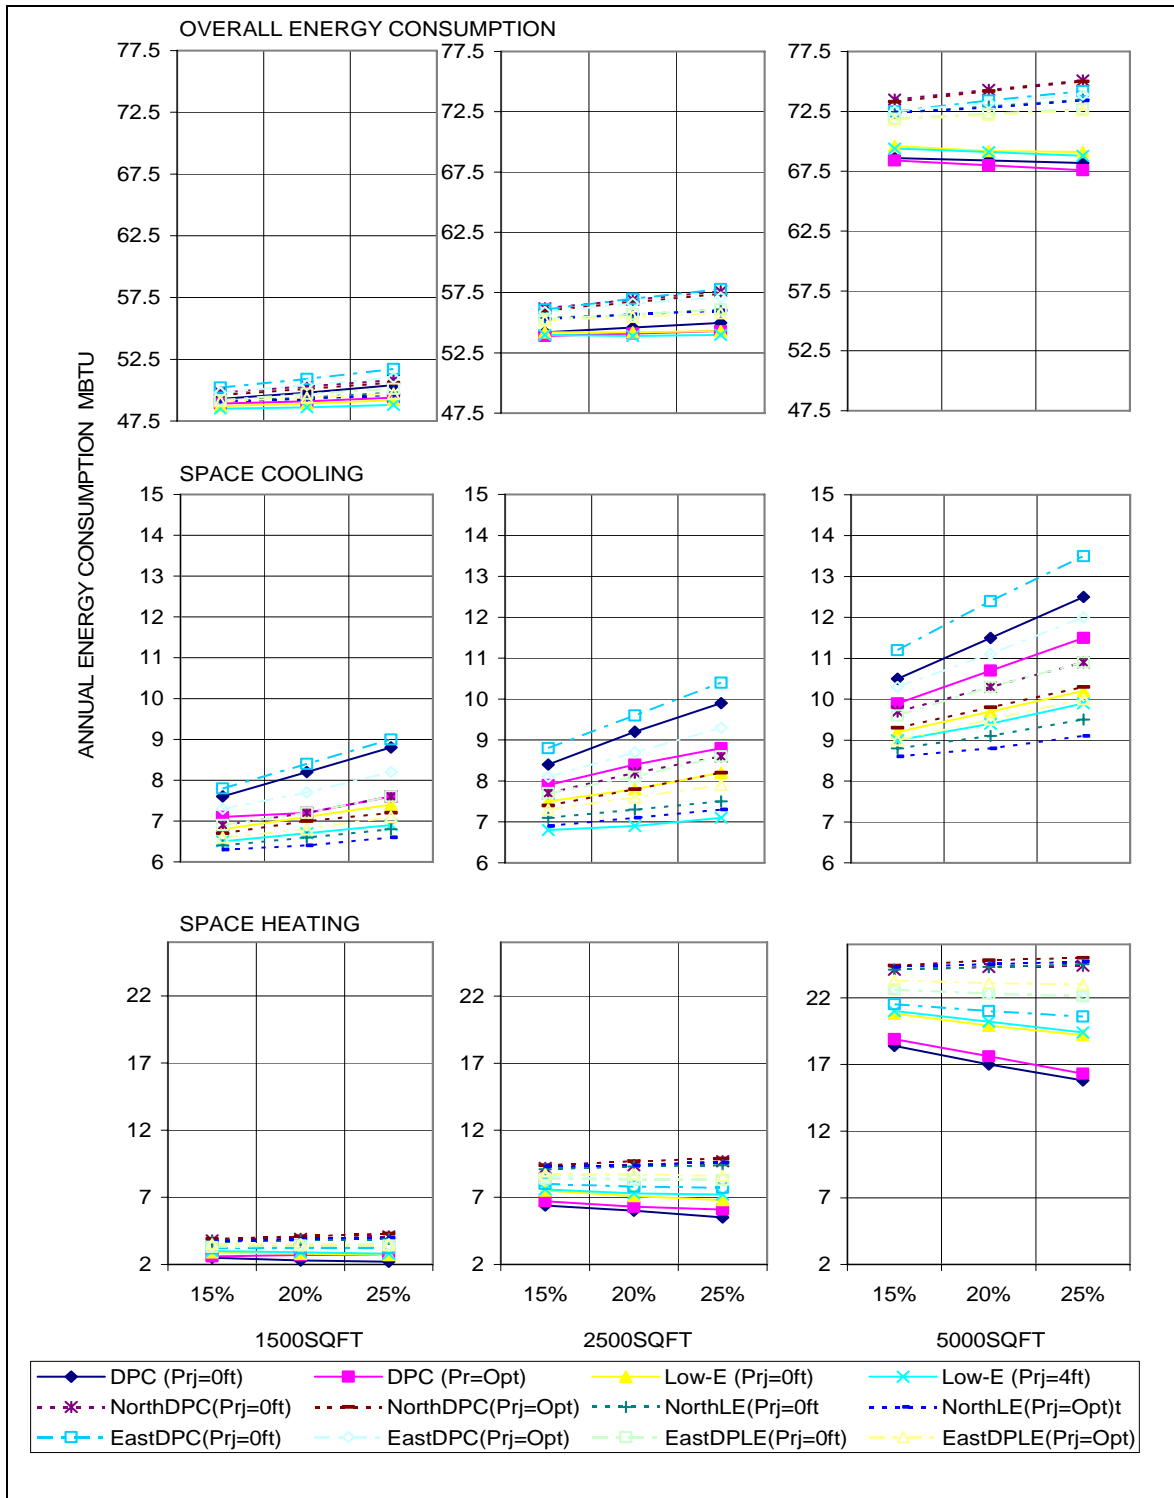 OVERALL ENERGY CONSUMPTION
77.5 77.5 77.5
72.5 72.5 72.5
67.5 67.5 67.5
62.5 62.5 62.5
57.5 57.5 57.5
52.5 52.5 52.5
47.5 47.5 47.5
ANNUAL ENERGY CONSUMPTION MBTU
SPACE COOLING
15 15 15
14 14 14
13 13 13
12 12 12
11 11 11
10 10 10
9 9 9
8 8 8
7 7 7
6 6 6
SPACE HEATING
22 22 22
17 17 17
12 12 12
7 7 7
2 2 2
15% 20% 25% 15% 20% 25% 15% 20% 25%
1500SQFT 2500SQFT 5000SQFT
DPC (Prj=0ft) DPC (Pr=Opt) Low-E (Prj=0ft) Low-E (Prj=4ft)
NorthDPC(Prj=0ft) NorthDPC(Prj=Opt) NorthLE(Prj=0ft NorthLE(Prj=Opt)t
EastDPC(Prj=0ft) EastDPC(Prj=Opt) EastDPLE(Prj=0ft) EastDPLE(Prj=Opt)